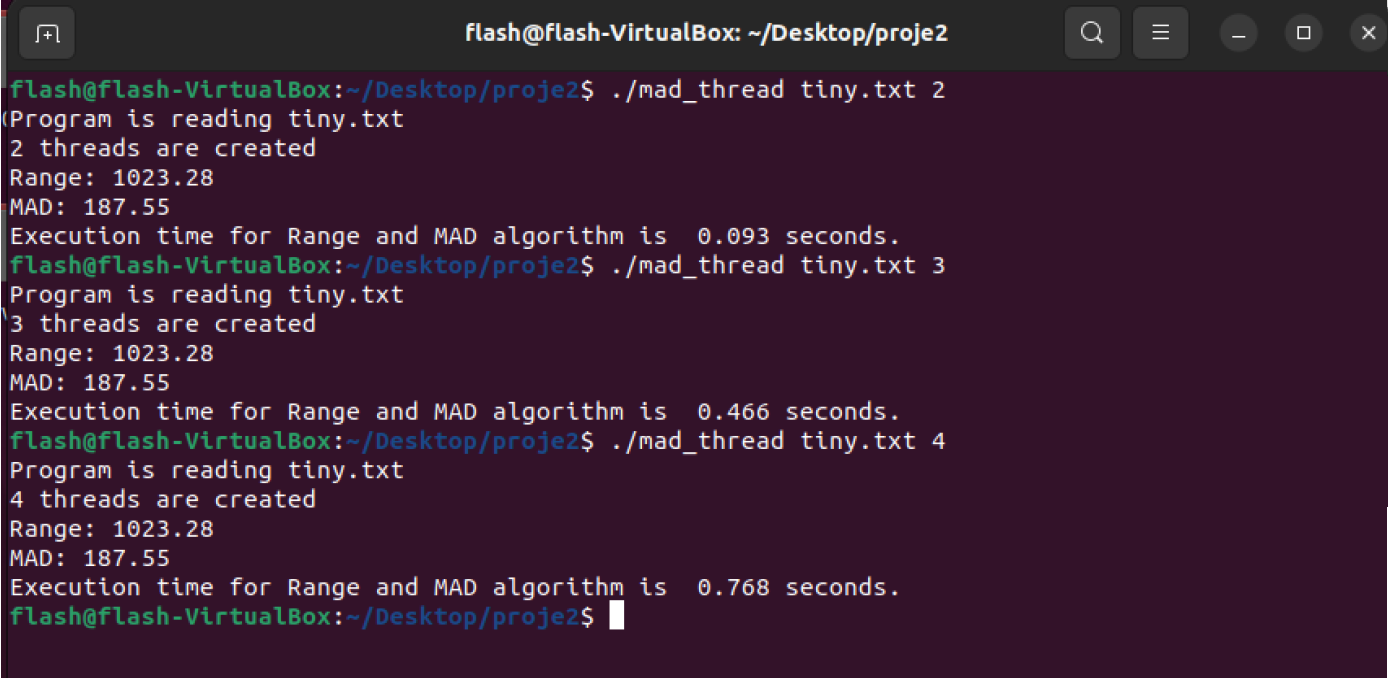 flash@flash-VirtualBox: ~/Desktop/proje2
flash@flash-VirtualBox:~/Desktop/proje2$ ./mad_thread tiny.txt 2
Program is reading tiny.txt
2 threads are created
Range: 1023.28
MAD: 187.55
Execution time for Range and MAD algorithm is  0.093 seconds.
flash@flash-VirtualBox:~/Desktop/proje2$ ./mad_thread tiny.txt 3
Program is reading tiny.txt
3 threads are created
Range: 1023.28
MAD: 187.55
Execution time for Range and MAD algorithm is  0.466 seconds.
flash@flash-VirtualBox:~/Desktop/proje2$ ./mad_thread tiny.txt 4
Program is reading tiny.txt
4 threads are created
Range: 1023.28
MAD: 187.55
Execution time for Range and MAD algorithm is  0.768 seconds.
flash@flash-VirtualBox:~/Desktop/proje2$